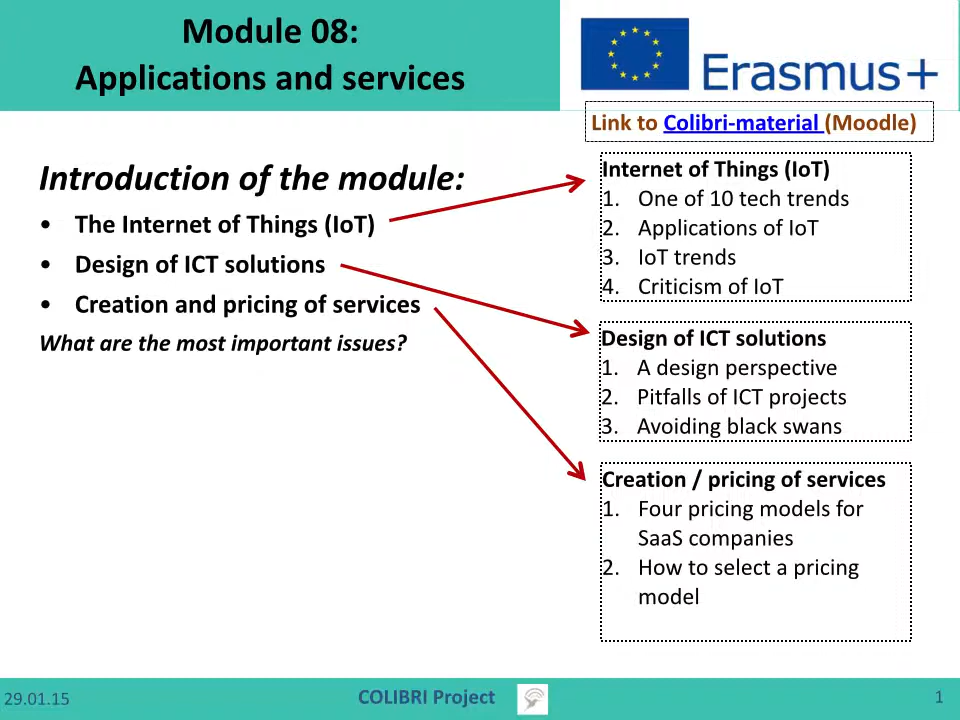 Module 08:
Applications and services
Erasmus+
Link to Colibri-material (Moodle)
Introduction of the module:
• The Internet of Things (IoT)
• Design of ICT solutions
• Creation and pricing of services
What are the most important issues?
Internet of Things (IoT)
1. One of 10 tech trends
2. Applications of IoT
3. IoT trends
4. Criticism of IoT
Design of ICT solutions
1. A design perspective
2. Pitfalls of ICT projects
3. Avoiding black swans
Creation / pricing of services
1. Four pricing models for
SaaS companies
2. How to select a pricing
model
29.01.15
COLIBRI Project
1